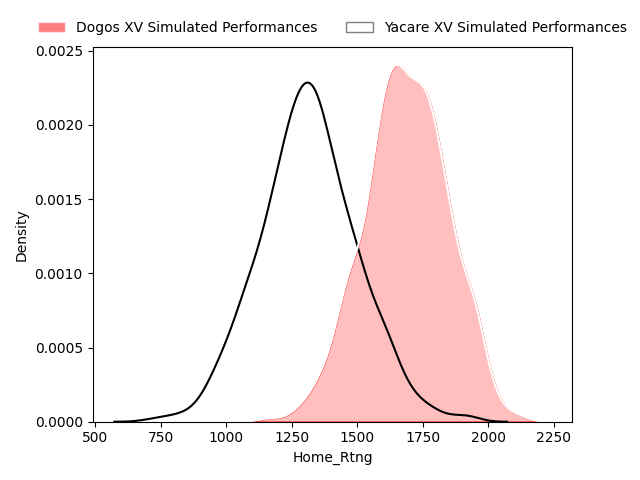 Dogos XV Simulated Performances Yacare XV Simulated Performances
0.0025
0.0020
0.0015
0.0010
0.0005
0.0000
Density
500 750 1000 1250 1500 1750 2000 2250
Home_Rtng